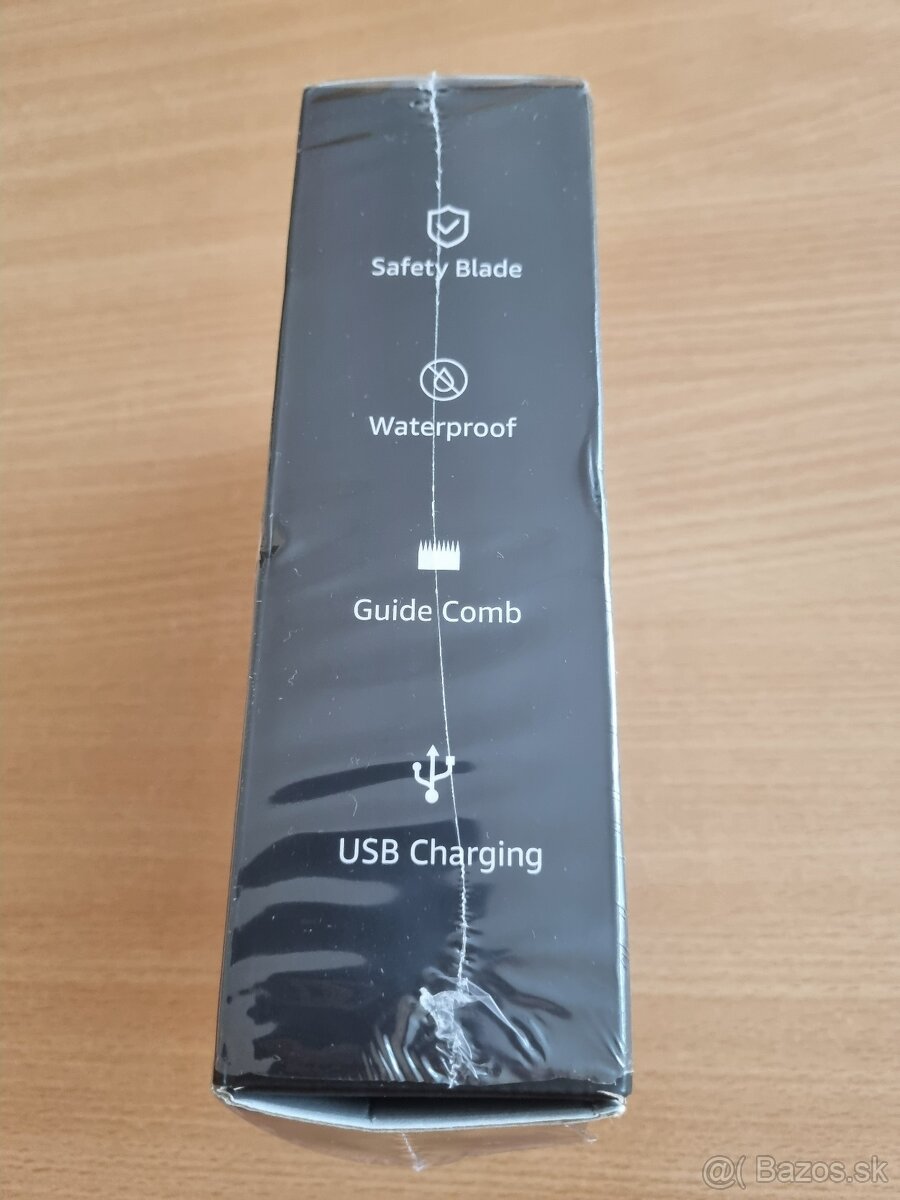 Safety Blade
Waterproof
Guide Comb
USB Charging
@( Bazos.sk